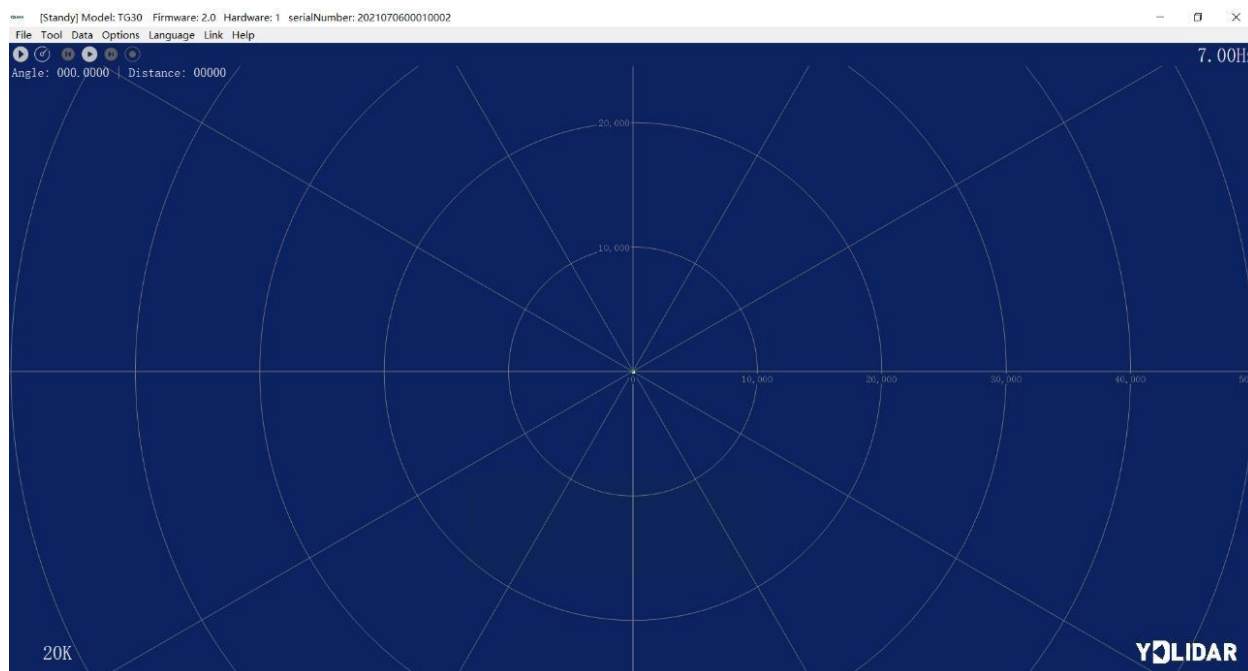 [Standy] Model: TG30 Firmware: 2.0 Hardware: 1 serialNumber: 2021070600010002
File Tool Data Options Language Link Help
7.00Hz
Angle: 000.0000 | Distance: 00000
20,000
10,000
0 10,000 20,000 30,000 40,000 50
20K
YDLIDAR